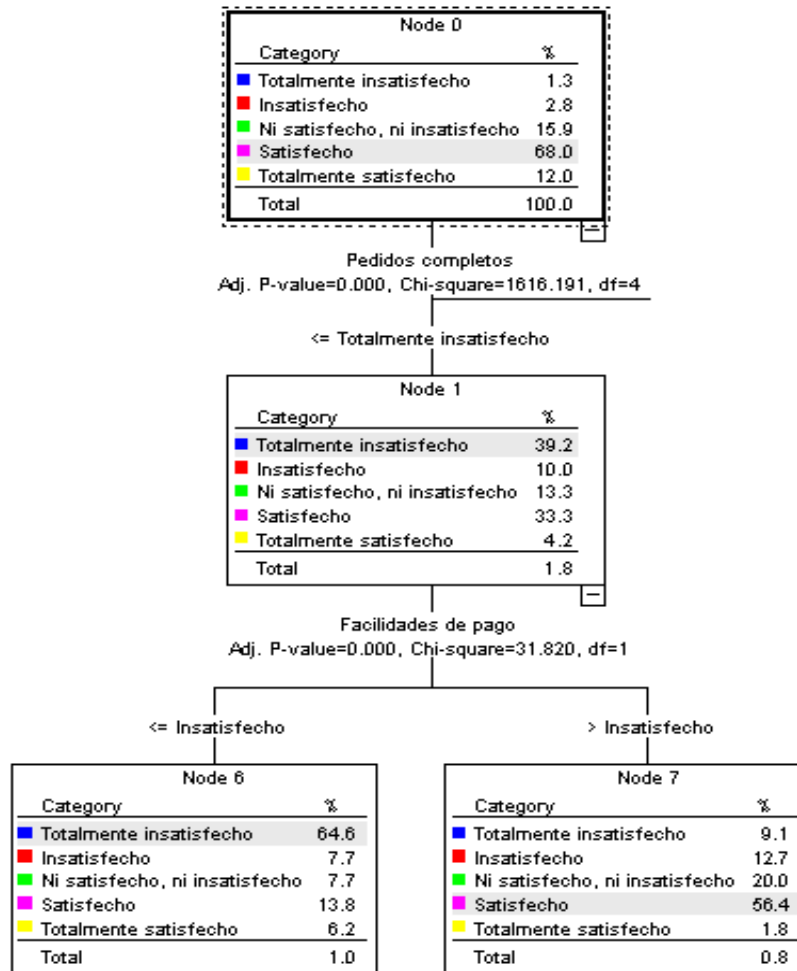 Node 0
Category %
Totalmente insatisfecho 1.3
Insatisfecho 2.8
Ni satisfecho, ni insatisfecho 15.9
Satisfecho 68.0
Totalmente satisfecho 12.0
Total 100.0
Pedidos completos
Adj. P-value=0.000, Chi-square=1616.191, df=4
<= Totalmente insatisfecho
Node 1
Category %
Totalmente insatisfecho 39.2
Insatisfecho 10.0
Ni satisfecho, ni insatisfecho 13.3
Satisfecho 33.3
Totalmente satisfecho 4.2
Total 1.8
Facilidades de pago
Adj. P-value=0.000, Chi-square=31.820, df=1
<= Insatisfecho
> Insatisfecho
Node 6
Category %
Totalmente insatisfecho 64.6
Insatisfecho 7.7
Ni satisfecho, ni insatisfecho 7.7
Satisfecho 13.8
Totalmente satisfecho 6.2
Total 1.0
Node 7
Category %
Totalmente insatisfecho 9.1
Insatisfecho 12.7
Ni satisfecho, ni insatisfecho 20.0
Satisfecho 56.4
Totalmente satisfecho 1.8
Total 0.8